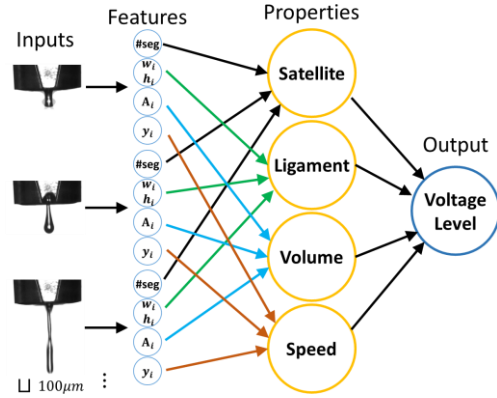 Inputs
Features
Properties
Output
#seg
w_i
h_i
A_i
y_i
#seg
w_i
h_i
A_i
y_i
#seg
w_i
h_i
A_i
y_i
Satellite
Ligament
Volume
Speed
Voltage
Level
100μm
⋮